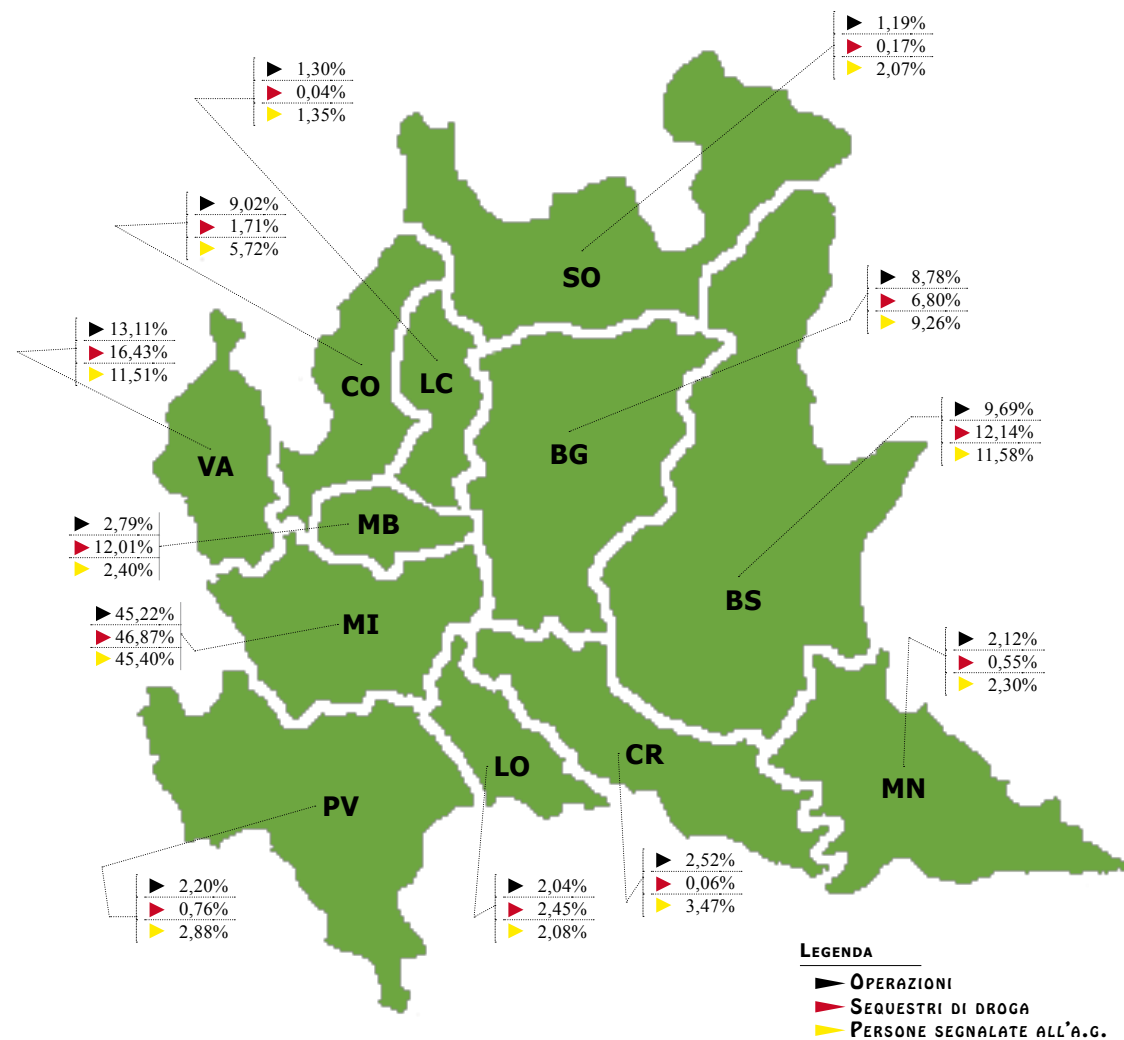 1,19%
0,17%
2,07%
1,30%
0,04%
1,35%
9,02%
1,71%
5,72%
SO
8,78%
6,80%
9,26%
13,11%
16,43%
11,51%
CO
LC
9,69%
12,14%
11,58%
VA
BG
2,79%
12,01%
2,40%
MB
BS
45,22%
46,87%
45,40%
MI
2,12%
0,55%
2,30%
CR
LO
MN
PV
2,52%
0,06%
3,47%
2,20%
0,76%
2,88%
2,04%
2,45%
2,08%
LEGENDA
OPERAZIONI
SEQUESTRI DI DROGA
PERSONE SEGNALATE ALL'A.G.